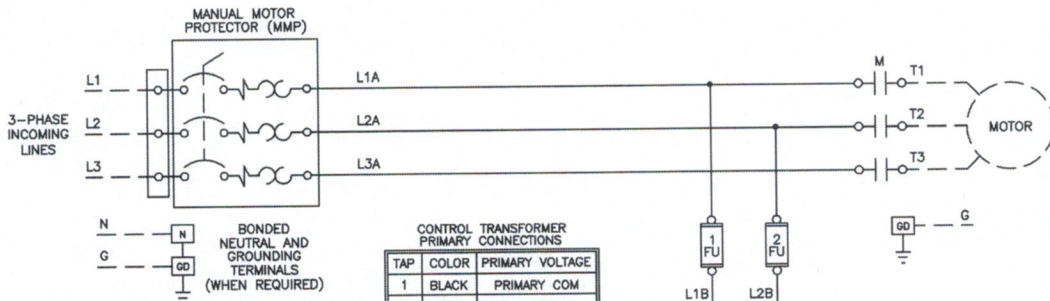 MANUAL MOTOR
PROTECTOR (MMP)
L1
L1A
M
T1
3-PHASE
INCOMING
LINES
L2
L2A
T2
MOTOR
L3
L3A
T3
N
N
BONDED
NEUTRAL AND
GROUNDING
TERMINALS
(WHEN REQUIRED)
G
GD
CONTROL TRANSFORMER
PRIMARY CONNECTIONS
TAP COLOR PRIMARY VOLTAGE
1 BLACK PRIMARY COM
1
FU
2
FU
GD
G
L1B
L2B